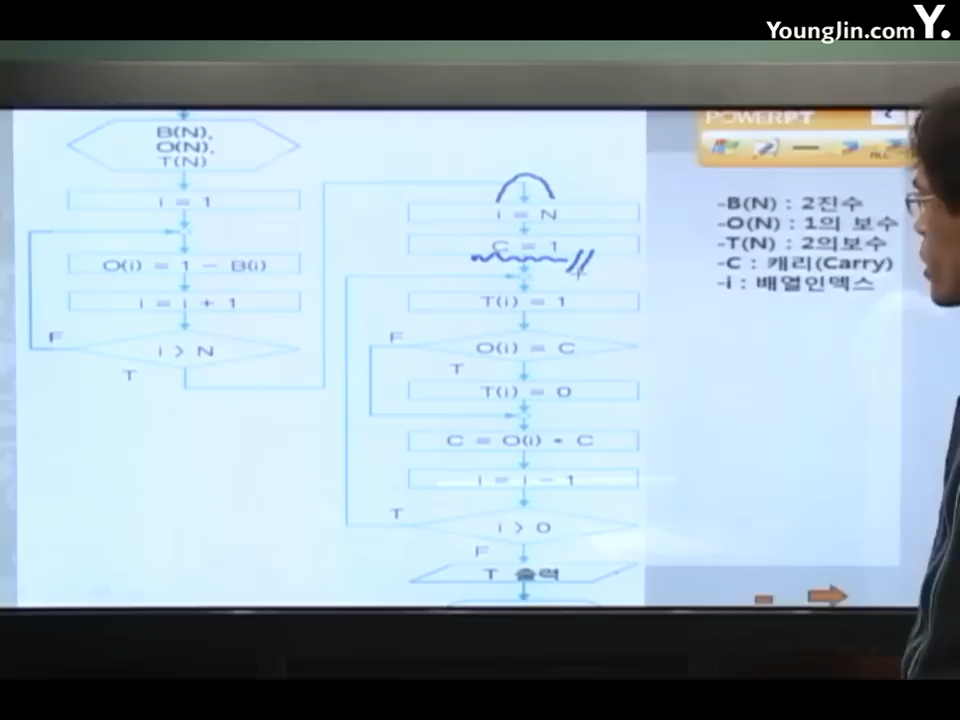 YoungJin.com Y.
POWERPT
B(N),
O(N),
T(N)
i = 1
O(i) = 1 - B(i)
i = i + 1
F
i > N
T
i = N
C = 1
T(i) = 1
F
O(i) = C
T
T(i) = 0
C = O(i) * C
i = i - 1
T
i > 0
F
T 출력
-B(N) : 2진수
-O(N) : 1의 보수
-T(N) : 2의보수
-C : 캐리(Carry)
-i : 배열인덱스